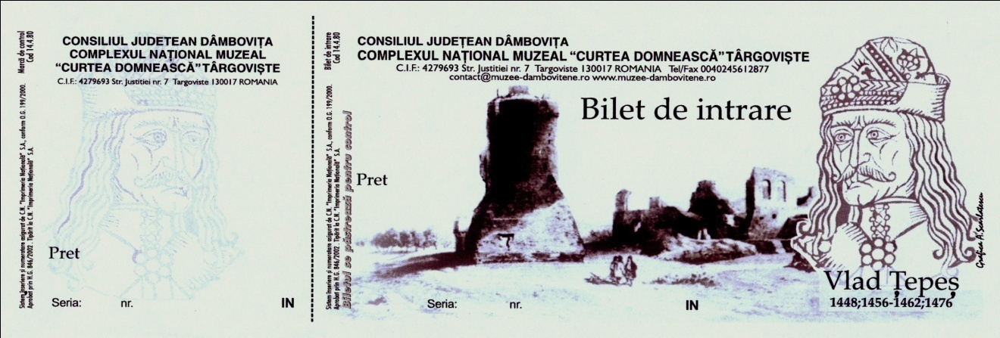 Marcă de control
Cod 14.4.80
CONSILIUL JUDEȚEAN DÂMBOVIȚA
COMPLEXUL NAȚIONAL MUZEAL
“CURTEA DOMNEASCĂ” TÂRGOVIȘTE
C.I.F.: 4279693 Str. Justitiei nr. 7 Targoviste 130017 ROMANIA
Sistem înseriere și numerotare asigurat de C.N. "Imprimeria Națională" S.A., conform O.G. 199/2000.
Aprobat prin H.G. 846/2002. Tipărit la C.N. "Imprimeria Națională" S.A.
Pret
Seria: nr. IN
Bilet de intrare
Cod 14.4.80
CONSILIUL JUDEȚEAN DÂMBOVIȚA
COMPLEXUL NAȚIONAL MUZEAL “CURTEA DOMNEASCĂ” TÂRGOVIȘTE
C.I.F.: 4279693 Str. Justitiei nr. 7 Targoviste 130017 ROMANIA Tel/Fax 0040245612877
contact@muzee-dambovitene.ro www.muzee-dambovitene.ro
Sistem înseriere și numerotare asigurat de C.N. "Imprimeria Națională" S.A., conform O.G. 199/2000.
Aprobat prin H.G. 846/2002. Tipărit la C.N. "Imprimeria Națională" S.A.
Biletul se păstrează pentru control
Bilet de intrare
Pret
Grafica A. Scarlatescu
Vlad Țepeș
1448;1456-1462;1476
Seria: nr. IN